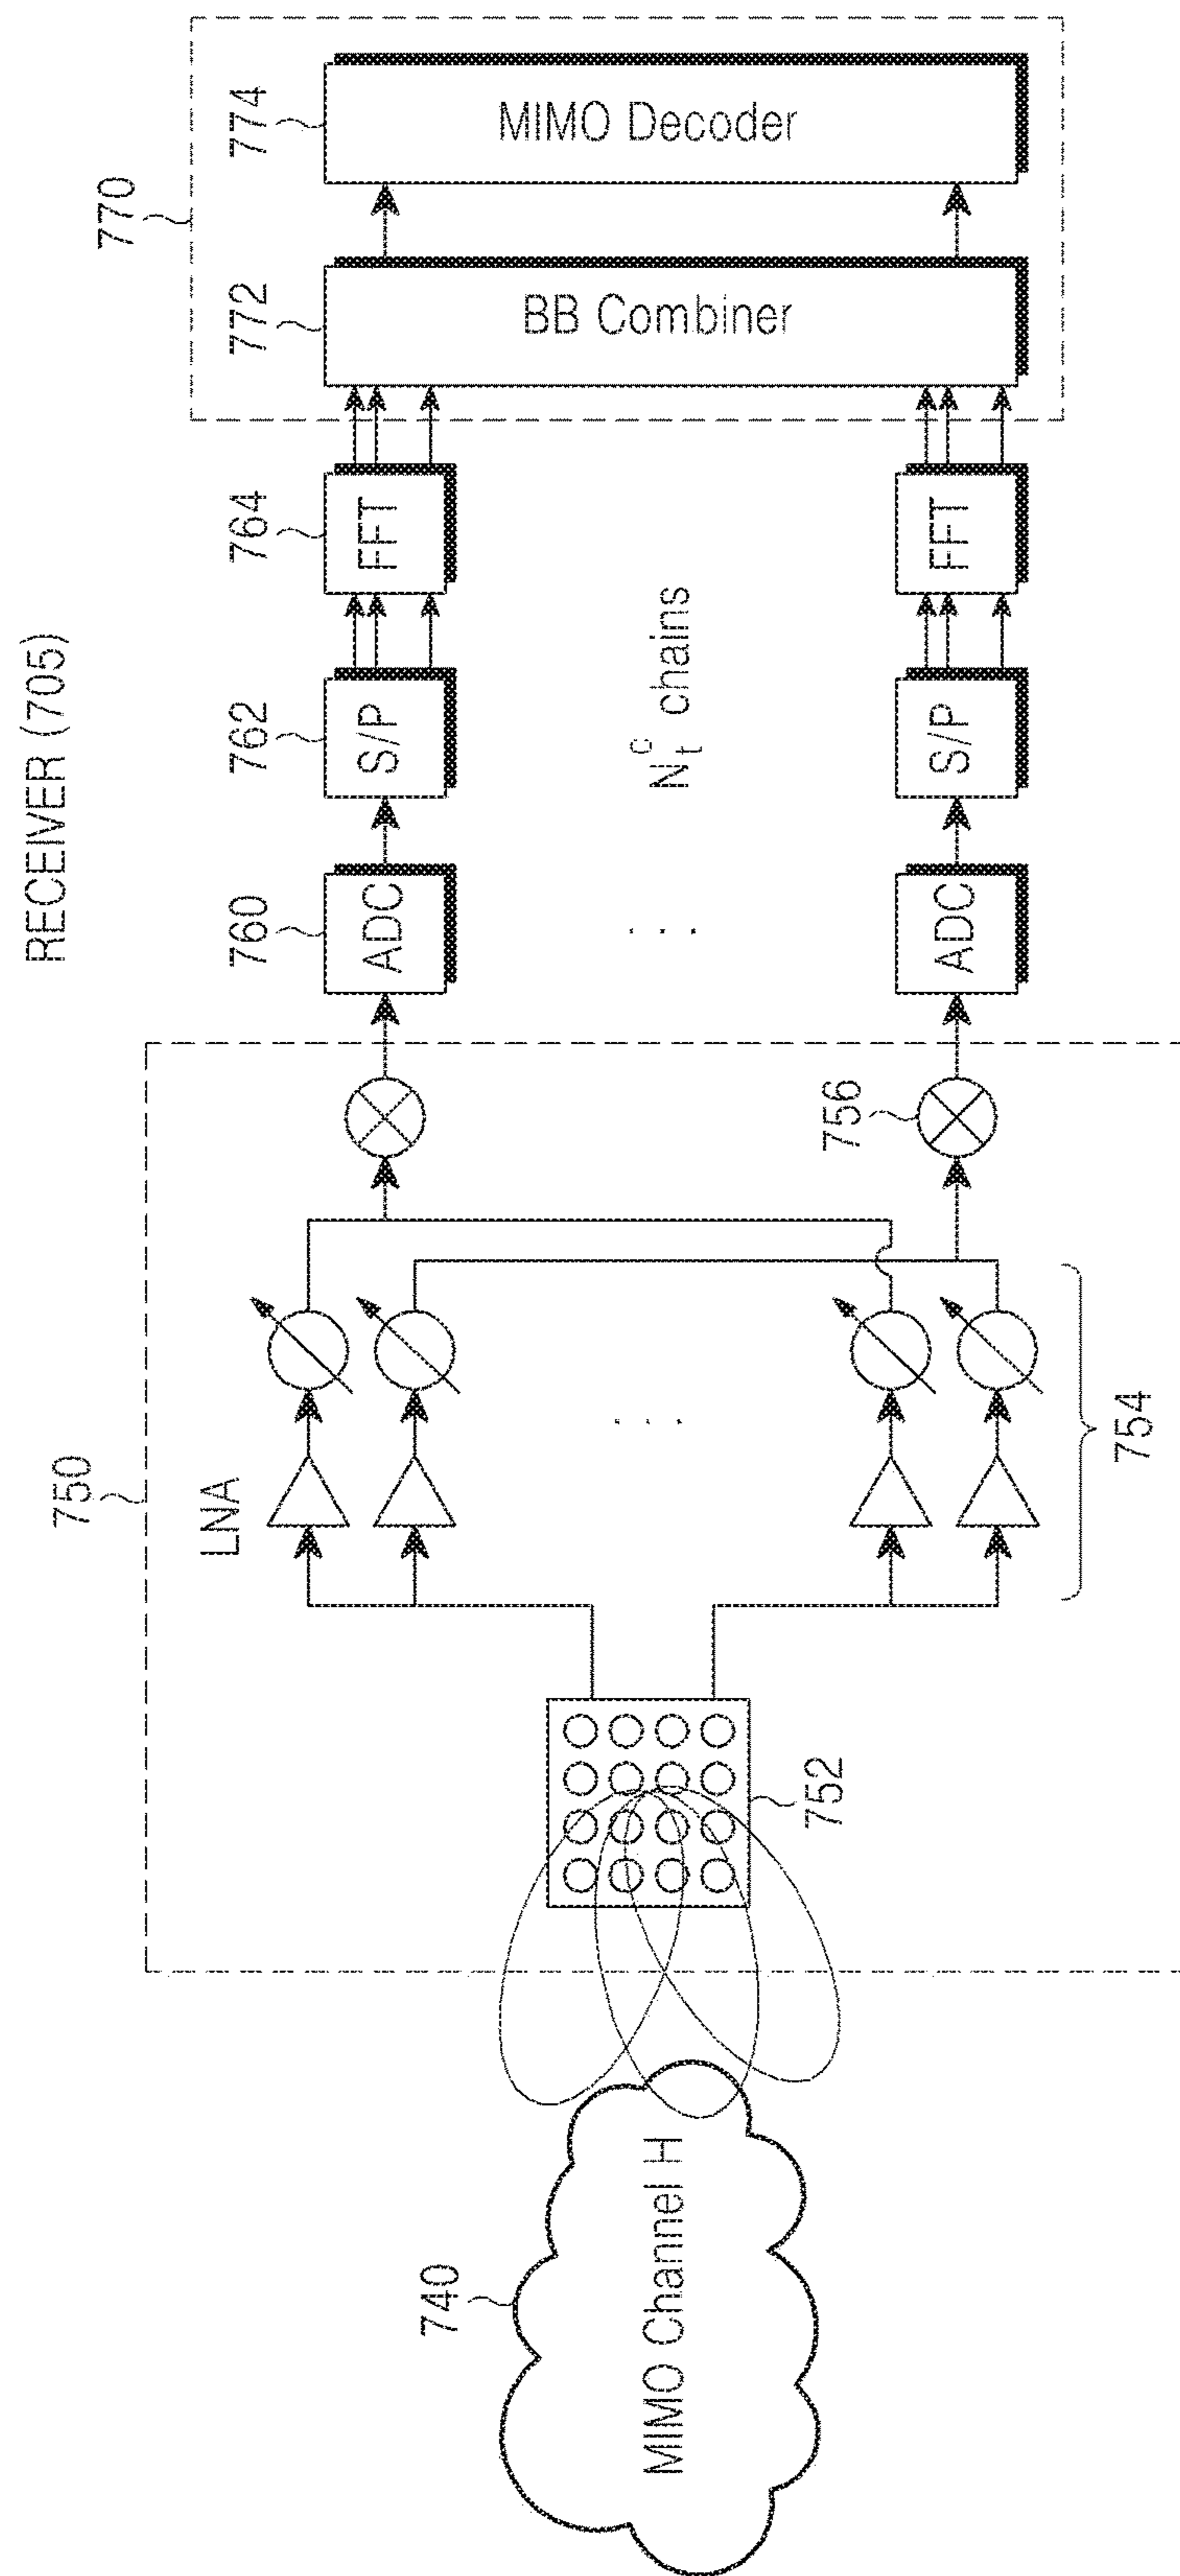 RECEIVER (705)
770
750
760
762
764
772
774
LNA
ADC
S/P
FFT
BB Combiner
MIMO Decoder
740
MIMO Channel H
. . .
. . .
N_t^c chains
756
ADC
S/P
FFT
752
754